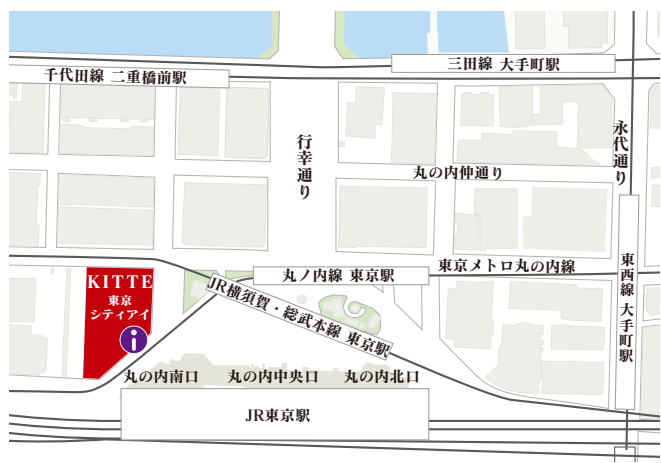 三田線 大手町駅
千代田線 二重橋前駅
行幸通り
永代通り
丸の内仲通り
東京メトロ丸の内線
丸ノ内線 東京駅
東西線 大手町駅
KITTE
東京
シティアイ
i
JR横須賀・総武本線 東京駅
丸の内南口
丸の内中央口
丸の内北口
JR東京駅